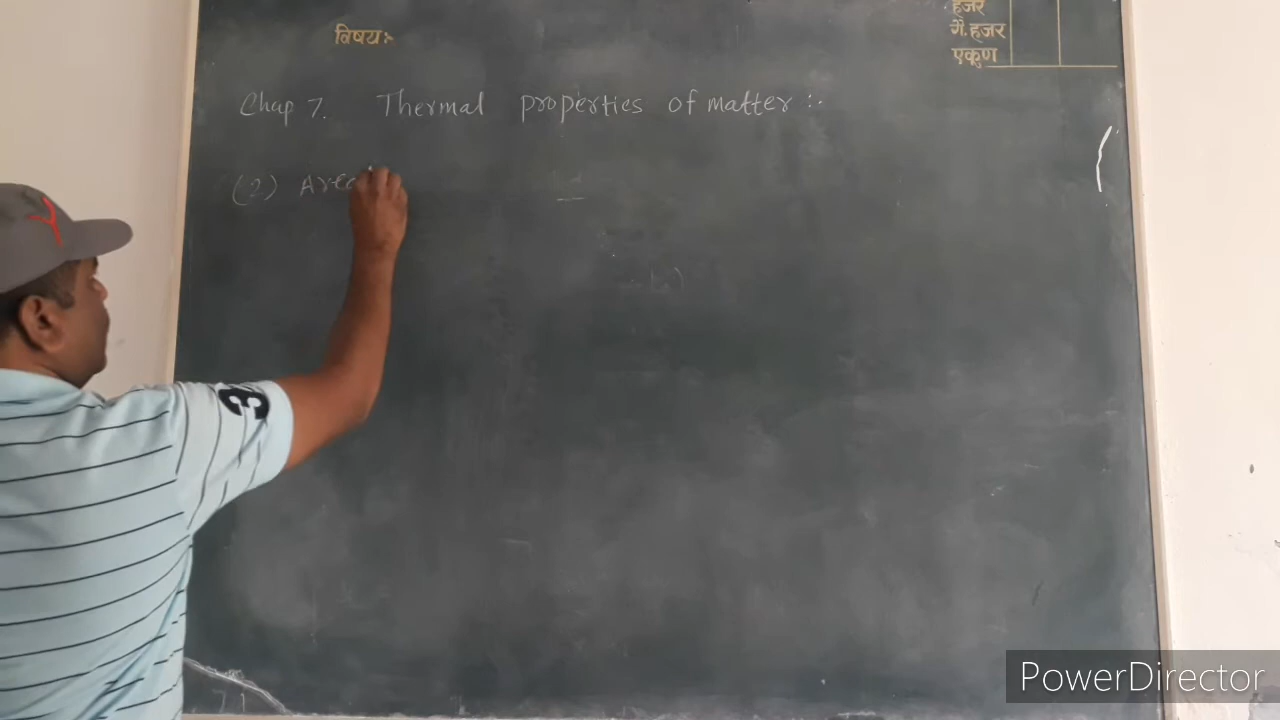 हजर
विषय:-
गै. हजर
एकूण
Chap 7. Thermal properties of matter :-
(2) Area
PowerDirector